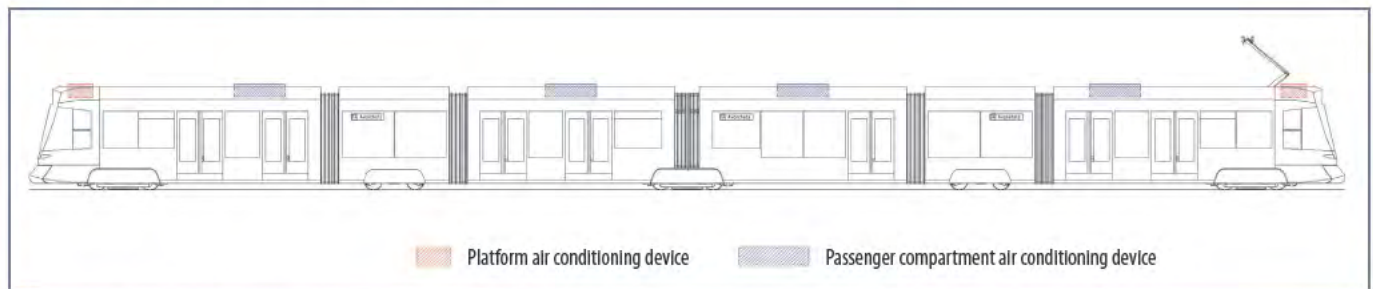 Platform air conditioning device
Passenger compartment air conditioning device